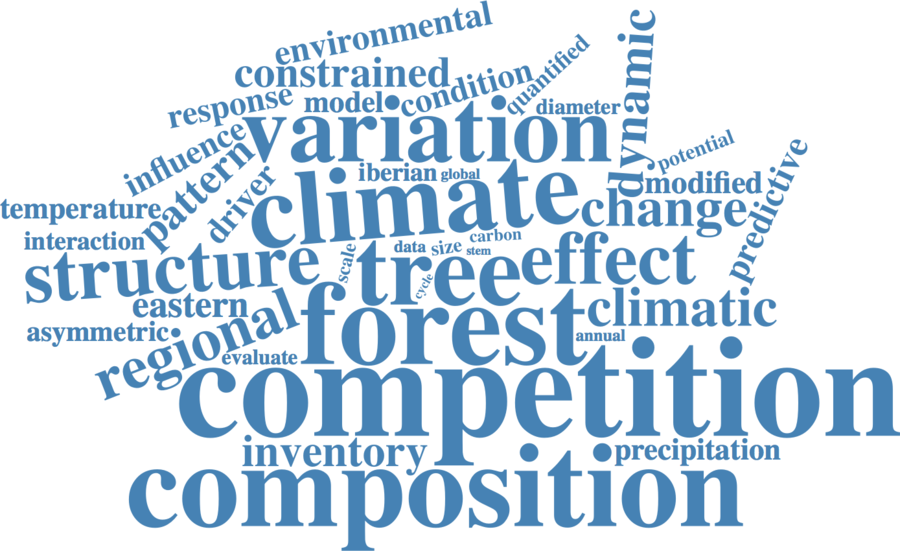 environmental
quantified
dynamic
constrained
condition
response
model
diameter
variation
potential
influence
pattern
iberian
global
predictive
driver
climate
modified
temperature
change
interaction
scale
data
size
carbon
stem
structure
tree
effect
cycle
eastern
climatic
asymmetric
regional
forest
annual
evaluate
competition
inventory
precipitation
composition